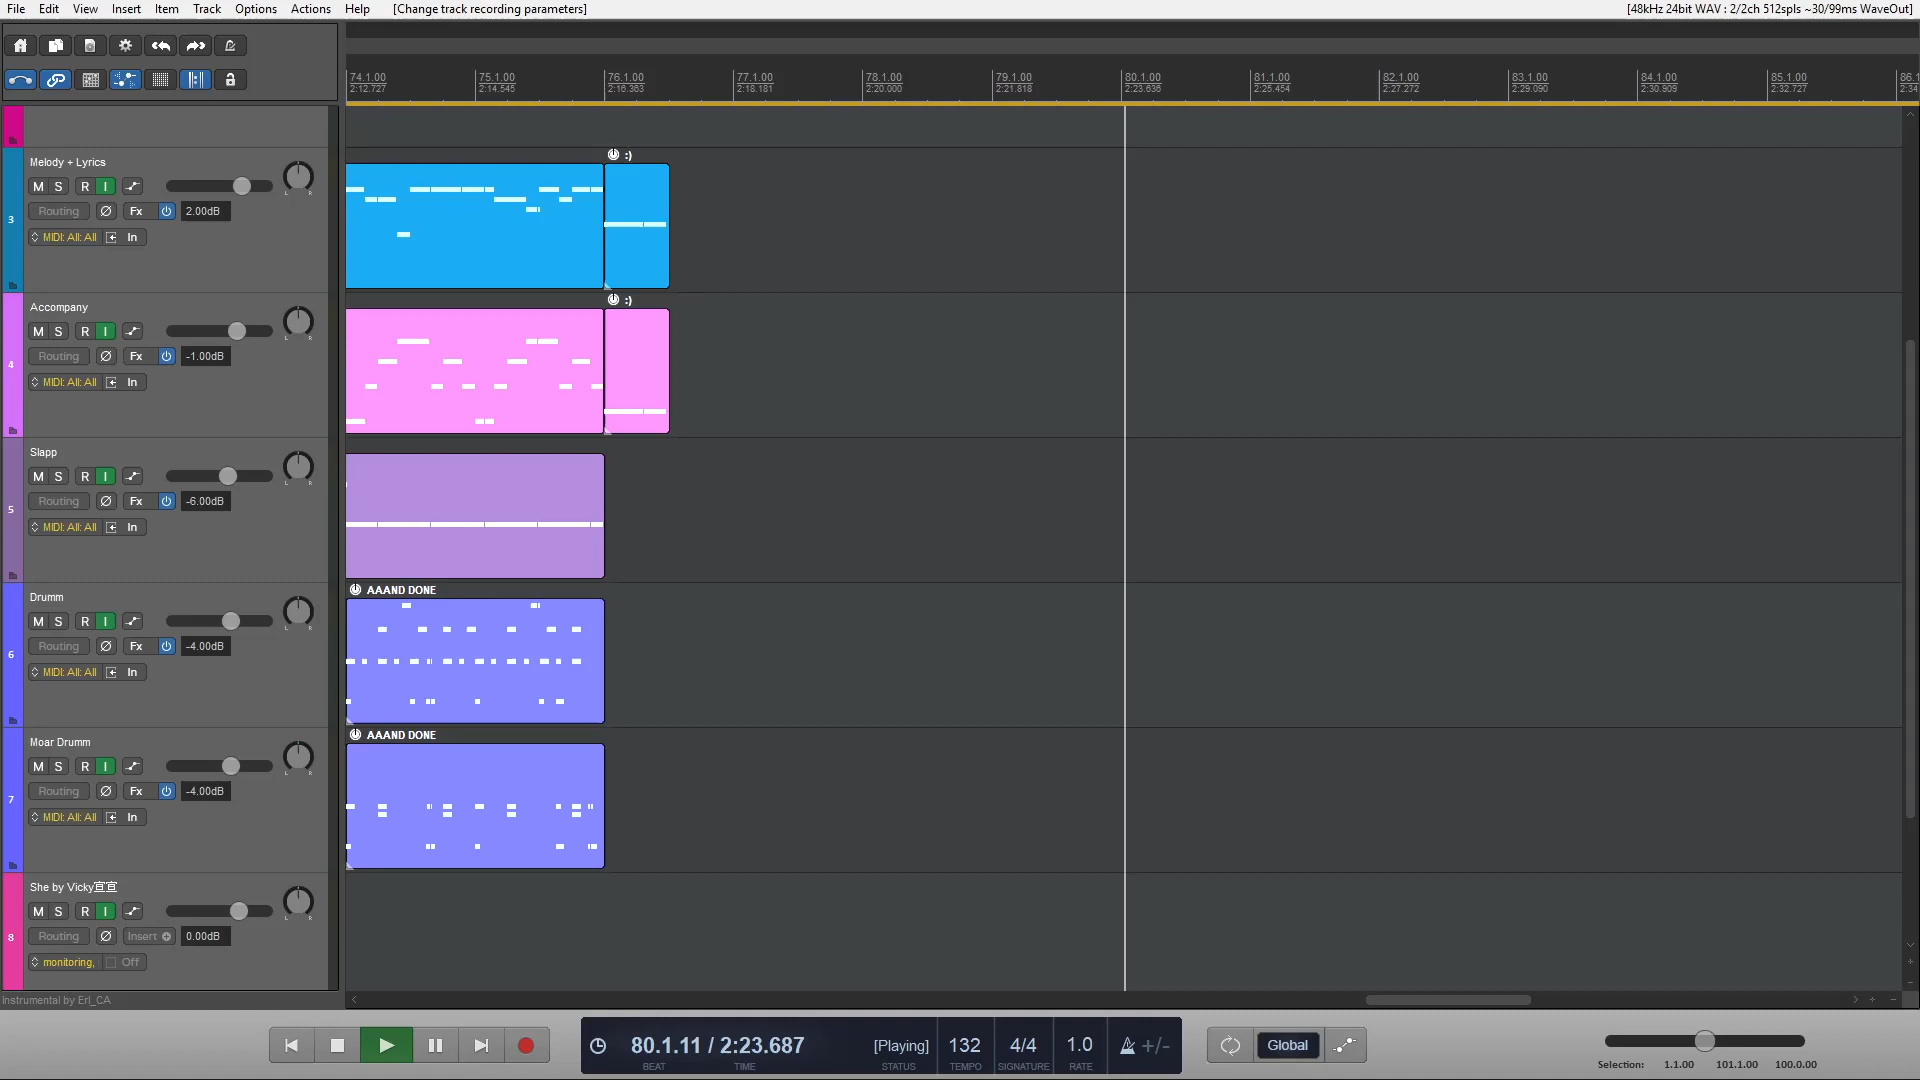 File Edit View Insert Item Track Options Actions Help [Change track recording parameters] [48kHz 24bit WAV : 2/2ch 512spls ~30/99ms WaveOut]
74.1.00 75.1.00 76.1.00 77.1.00 78.1.00 79.1.00 80.1.00 81.1.00 82.1.00 83.1.00 84.1.00 85.1.00 86.1
2:12.727 2:14.545 2:16.363 2:18.181 2:20.000 2:21.818 2:23.636 2:25.454 2:27.272 2:29.090 2:30.909 2:32.727 2:34
:)
Melody + Lyrics
M S R I
L R
Routing Ø Fx 2.00dB
3
MIDI: All: All In
:)
Accompany
M S R I
L R
Routing Ø Fx -1.00dB
4
MIDI: All: All In
Slapp
M S R I
L R
Routing Ø Fx -6.00dB
5
MIDI: All: All In
AAAND DONE
Drumm
M S R I
L R
Routing Ø Fx -4.00dB
6
MIDI: All: All In
AAAND DONE
Moar Drumm
M S R I
L R
Routing Ø Fx -4.00dB
7
MIDI: All: All In
She by Vicky宣宣
M S R I
L R
Routing Ø Insert 0.00dB
8
monitoring, Off
Instrumental by Erl_CA
80.1.11 / 2:23.687 [Playing] 132 4/4 1.0 +/- Global
BEAT TIME STATUS TEMPO SIGNATURE RATE
Selection: 1.1.00 101.1.00 100.0.00